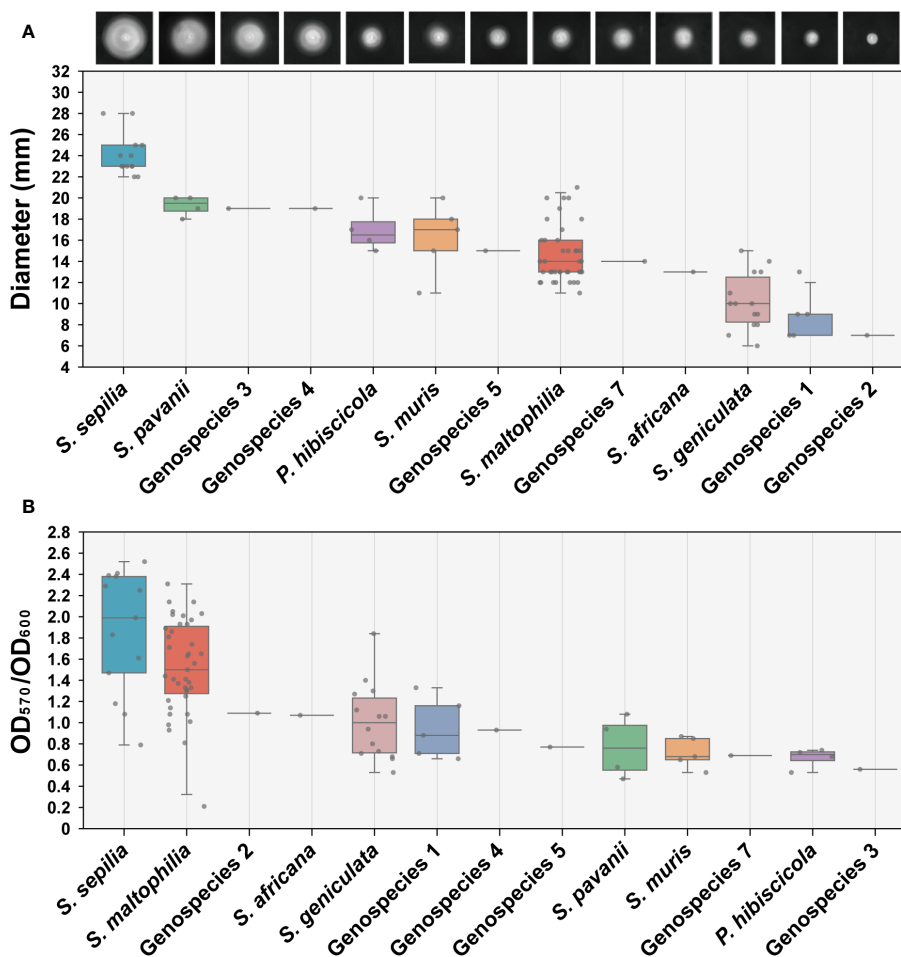 A
32
30
28
26
24
22
20
18
16
14
12
10
8
6
4
Diameter (mm)
S. sepilia
S. pavanii
Genospecies 3
Genospecies 4
P. hibiscicola
S. muris
Genospecies 5
S. maltophilia
Genospecies 7
S. africana
S. geniculata
Genospecies 1
Genospecies 2
B
2.8
2.6
2.4
2.2
2.0
1.8
1.6
1.4
1.2
1.0
0.8
0.6
0.4
0.2
0
OD₅₇₀/OD₆₀₀
S. sepilia
S. maltophilia
Genospecies 2
S. africana
S. geniculata
Genospecies 1
Genospecies 4
Genospecies 5
S. pavanii
S. muris
Genospecies 7
P. hibiscicola
Genospecies 3